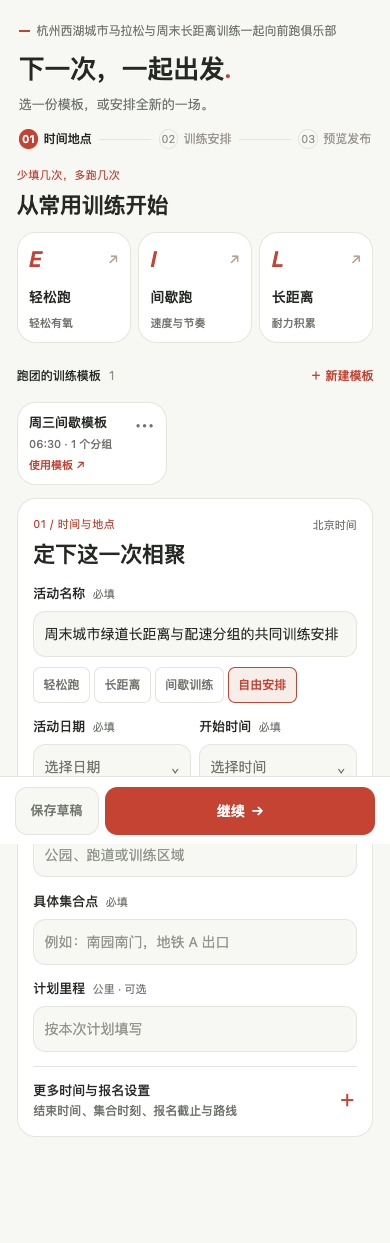 杭州西湖城市马拉松与周末长距离训练一起向前跑俱乐部
下一次，一起出发.
选一份模板，或安排全新的一场。
01 时间地点 02 训练安排 03 预览发布
少填几次，多跑几次
从常用训练开始
E ↗ I ↗ L ↗
轻松跑 间歇跑 长距离
轻松有氧 速度与节奏 耐力积累
跑团的训练模板 1 + 新建模板
周三间歇模板 •••
06:30 · 1 个分组
使用模板 ↗
01 / 时间与地点 北京时间
定下这一次相聚
活动名称 必填
周末城市绿道长距离与配速分组的共同训练安排
轻松跑 长距离 间歇训练 自由安排
活动日期 必填 开始时间 必填
选择日期 选择时间
保存草稿 继续 →
公园、跑道或训练区域
具体集合点 必填
例如：南园南门，地铁 A 出口
计划里程 公里 · 可选
按本次计划填写
更多时间与报名设置
结束时间、集合时刻、报名截止与路线 +